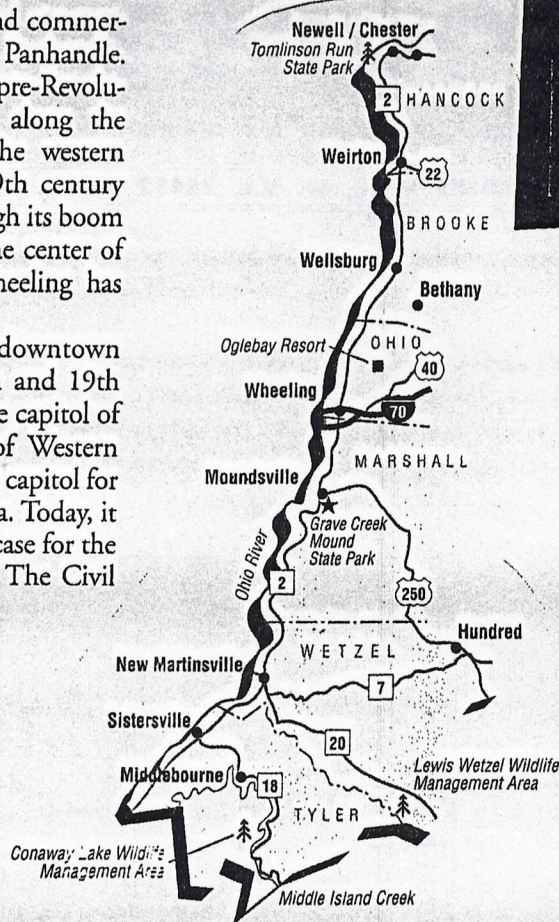 nd commer-
Panhandle.
pre-Revolu-
along the
he western
9th century
gh its boom
ne center of
heeling has
downtown
and 19th
e capitol of
of Western
capitol for
a. Today, it
case for the
The Civil
Newell / Chester
Tomlinson Run
State Park
2
HANCOCK
Weirton
22
BROOKE
Wellsburg
Bethany
OHIO
Oglebay Resort
40
Wheeling
70
MARSHALL
Moundsville
Grave Creek
Mound
State Park
Ohio River
2
250
WETZEL
Hundred
New Martinsville
7
Sistersville
20
Middlebourne
18
Lewis Wetzel Wildlife
Management Area
TYLER
Conaway Lake Wildlife
Management Area
Middle Island Creek